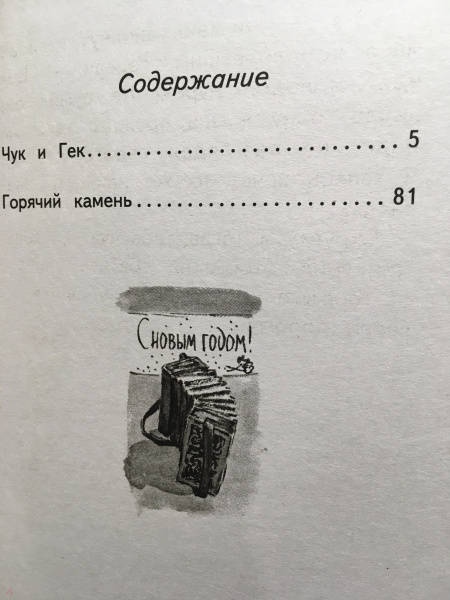 Содержание
Чук и Гек............................ 5
Горячий камень...................... 81
С новым годом!